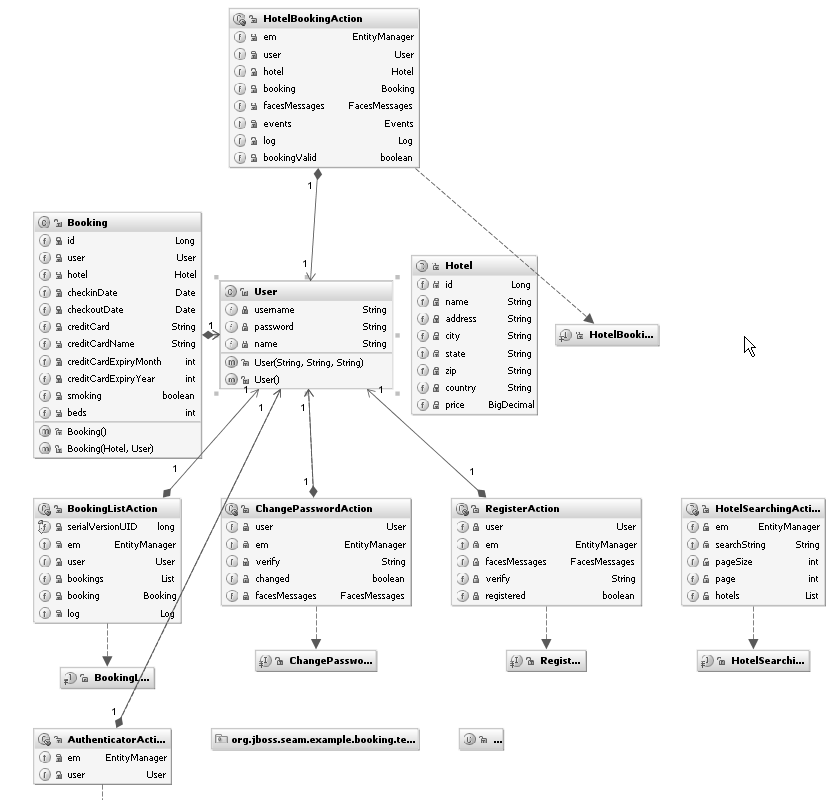 HotelBookingAction
em EntityManager
user User
hotel Hotel
booking Booking
facesMessages FacesMessages
events Events
log Log
bookingValid boolean
1
1
Booking
id Long
user User
hotel Hotel
checkinDate Date
checkoutDate Date
creditCard String
creditCardName String
creditCardExpiryMonth int
creditCardExpiryYear int
smoking boolean
beds int
Booking()
Booking(Hotel, User)
1
User
username String
password String
name String
User(String, String, String)
User()
Hotel
id Long
name String
address String
city String
state String
zip String
country String
price BigDecimal
HotelBooki...
1
1
1
1
1
1
1
BookingListAction
serialVersionUID long
em EntityManager
user User
bookings List
booking Booking
log Log
ChangePasswordAction
user User
em EntityManager
verify String
changed boolean
facesMessages FacesMessages
RegisterAction
user User
em EntityManager
facesMessages FacesMessages
verify String
registered boolean
HotelSearchingActi...
em EntityManager
searchString String
pageSize int
page int
hotels List
BookingL...
ChangePasswo...
Regist...
HotelSearchi...
1
AuthenticatorActi...
em EntityManager
user User
org.jboss.seam.example.booking.te...
...